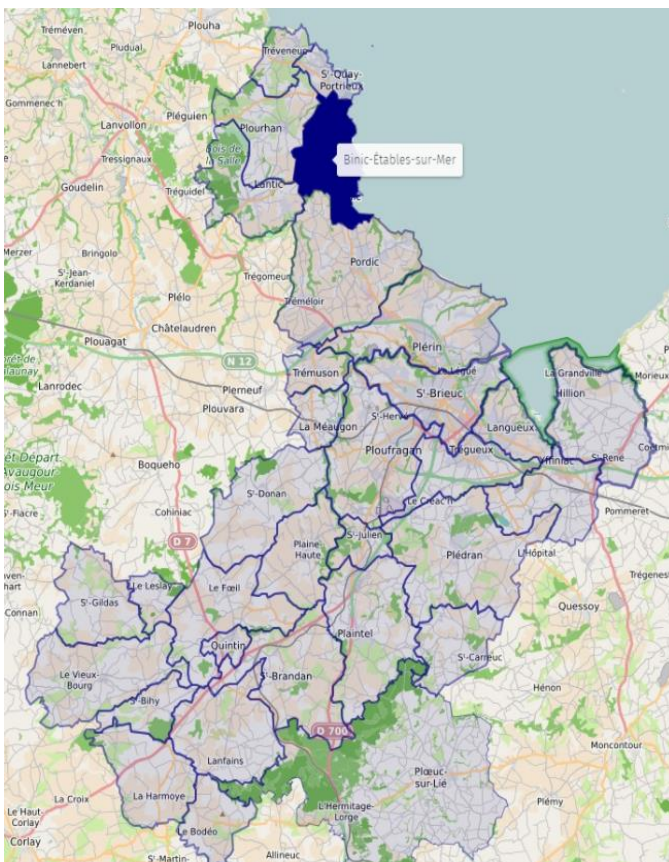 Tréméven
Plouha
Lannebert
Pludual
Tréveneuc
St-Quay-
Portrieux
Gommenec'h
Pléguien
Lanvollon
Plourhan
Tressignaux
Bois de
la Salle
Binic-Étables-sur-Mer
Goudelin
Tréguidel
Lantic
Merzer
Bringolo
Pordic
St-Jean-
Kerdaniel
Trégomeur
Plélo
Tréméloir
Châtelaudren
Plouagat
Plérin
N 12
Le Légué
La Grandville
Morieux
Lanrodec
Plerneuf
Trémuson
St-Brieuc
Hillion
Plouvara
La Méaugon
St-Hervé
Langueux
Ploufragan
Trégueux
St-René
Yffiniac
Boqueho
St-Donan
Pommeret
Cohiniac
Le Créac'h
D 7
St-Julien
Plaine-
Haute
Plédran
L'Hôpital
Le Leslay
Le Fœil
St-Gildas
Connan
Quessoy
Plaintel
Quintin
St-Carreuc
Le Vieux-
Bourg
St-Brandan
Hénon
St-Bihy
D 700
Moncontour
Lanfains
Plœuc-
sur-Lié
La Croix
La Harmoye
Le Haut-
Corlay
L'Hermitage-
Lorge
Plémy
Le Bodéo
Corlay
St-Martin-
Allineuc